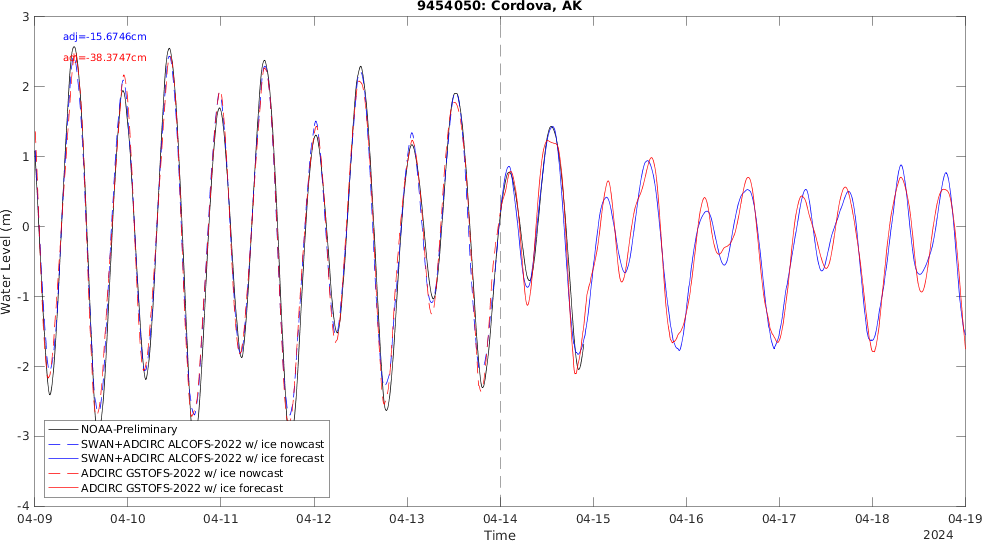 9454050: Cordova, AK
adj=-15.6746cm
adj=-38.3747cm
Water Level (m)
3
2
1
0
-1
-2
-3
-4
NOAA-Preliminary
SWAN+ADCIRC ALCOFS-2022 w/ ice nowcast
SWAN+ADCIRC ALCOFS-2022 w/ ice forecast
ADCIRC GSTOFS-2022 w/ ice nowcast
ADCIRC GSTOFS-2022 w/ ice forecast
04-09 04-10 04-11 04-12 04-13 04-14 04-15 04-16 04-17 04-18 04-19
Time
2024